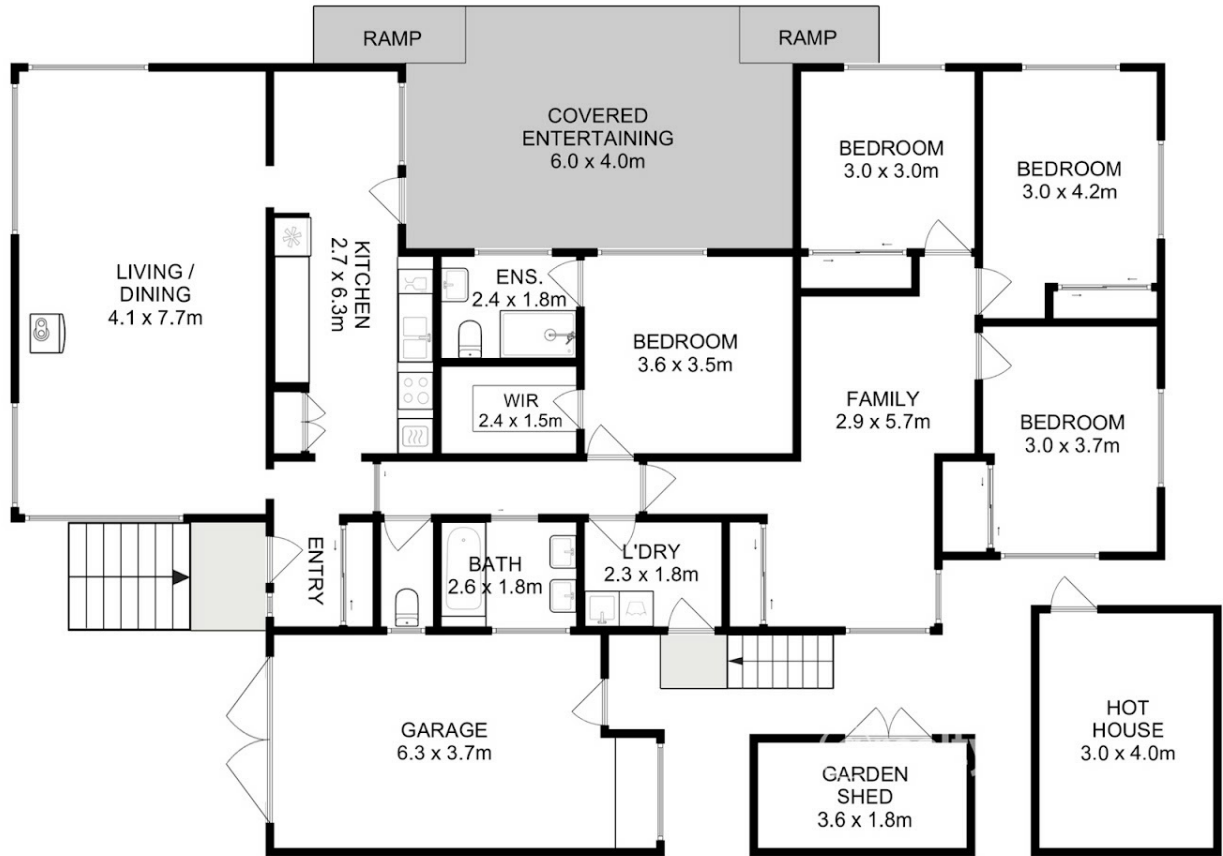 RAMP
RAMP
COVERED
ENTERTAINING
6.0 x 4.0m
BEDROOM
3.0 x 3.0m
BEDROOM
3.0 x 4.2m
LIVING /
DINING
4.1 x 7.7m
KITCHEN
2.7 x 6.3m
ENS.
2.4 x 1.8m
BEDROOM
3.6 x 3.5m
WIR
2.4 x 1.5m
FAMILY
2.9 x 5.7m
BEDROOM
3.0 x 3.7m
ENTRY
BATH
2.6 x 1.8m
L'DRY
2.3 x 1.8m
GARAGE
6.3 x 3.7m
GARDEN
SHED
3.6 x 1.8m
HOT
HOUSE
3.0 x 4.0m